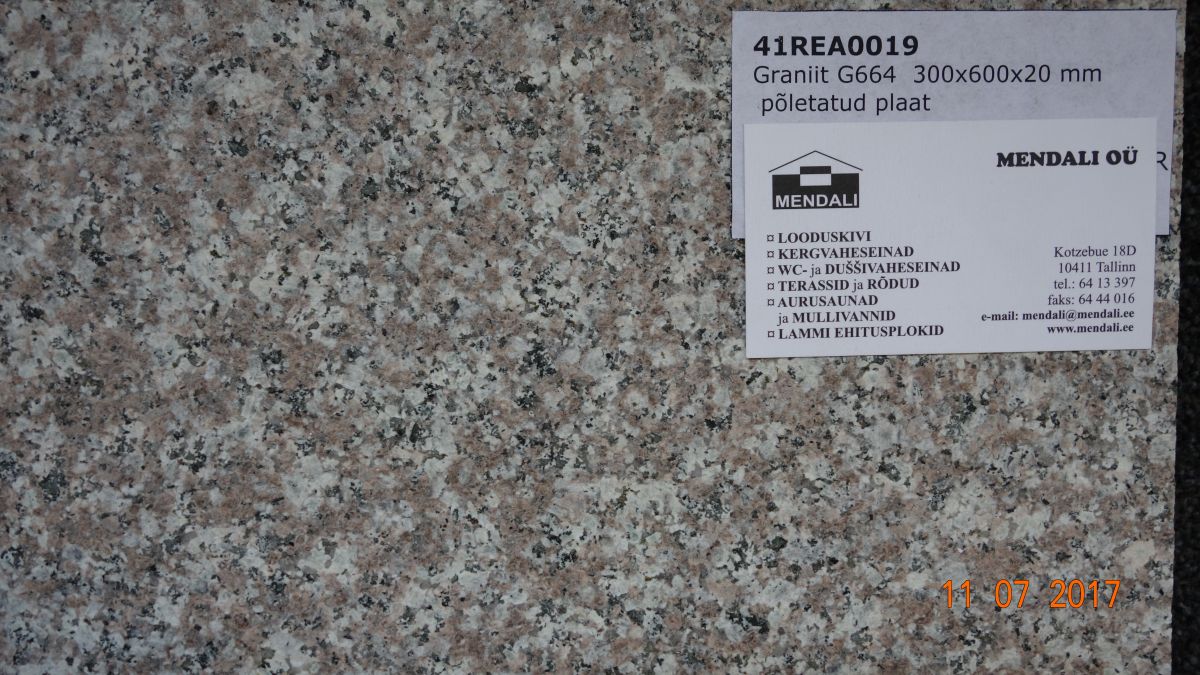 41REA0019
Graniit G664 300x600x20 mm
põletatud plaat
MENDALI OÜ
R
MENDALI
¤ LOODUSKIVI
¤ KERGVAHESEINAD
¤ WC- ja DUŠŠIVAHESEINAD
¤ TERASSID ja RÕDUD
¤ AURUSAUNAD
ja MULLIVANNID
¤ LAMMI EHITUSPLOKID
Kotzebue 18D
10411 Tallinn
tel.: 64 13 397
faks: 64 44 016
e-mail: mendali@mendali.ee
www.mendali.ee
11 07 2017